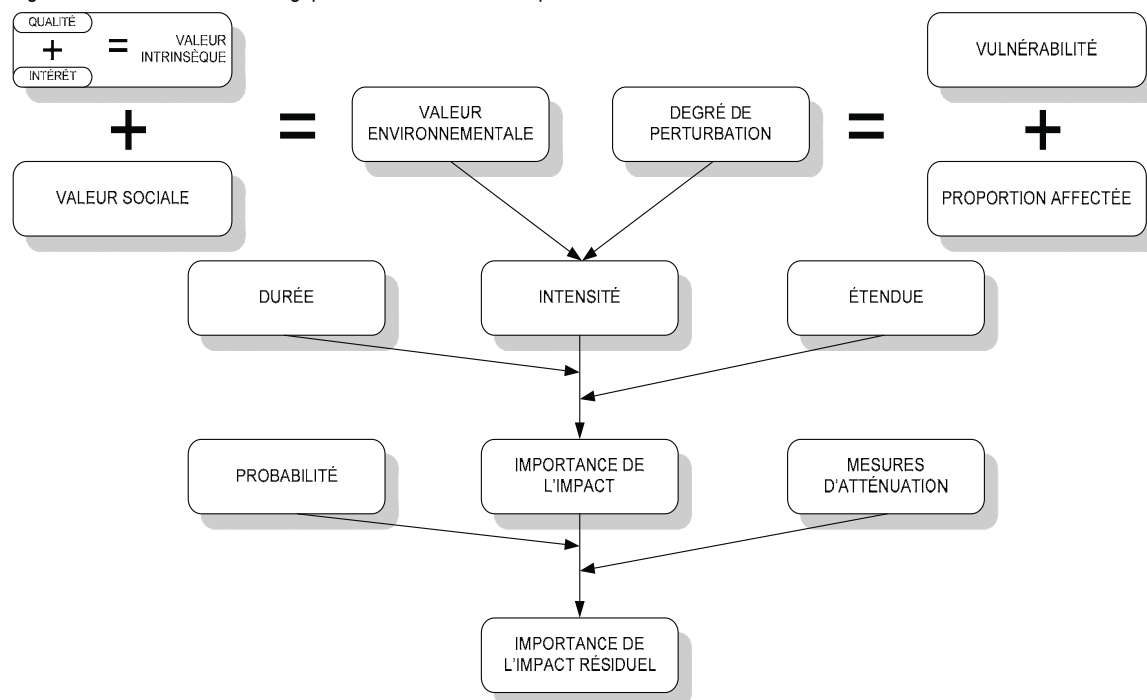 QUALITÉ
+
INTÉRÊT
=
VALEUR
INTRINSÈQUE
+
VALEUR SOCIALE
=
VALEUR
ENVIRONNEMENTALE
DEGRÉ DE
PERTURBATION
=
VULNÉRABILITÉ
+
PROPORTION AFFECTÉE
DURÉE
INTENSITÉ
ÉTENDUE
PROBABILITÉ
IMPORTANCE DE
L'IMPACT
MESURES
D'ATTÉNUATION
IMPORTANCE DE
L'IMPACT RÉSIDUEL